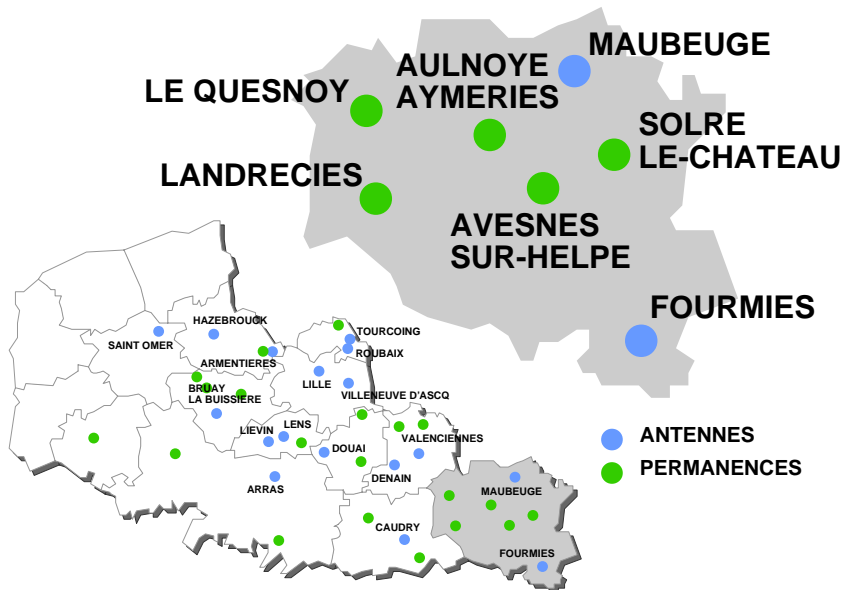 MAUBEUGE
AULNOYE
AYMERIES
LE QUESNOY
SOLRE
LE-CHATEAU
LANDRECIES
AVESNES
SUR-HELPE
FOURMIES
HAZEBROUCK
SAINT OMER
TOURCOING
ROUBAIX
ARMENTIERES
LILLE
BRUAY
LA BUISSIERE
VILLENEUVE D'ASCQ
LIEVIN
LENS
VALENCIENNES
DOUAI
DENAIN
ARRAS
CAUDRY
MAUBEUGE
FOURMIES
ANTENNES
PERMANENCES